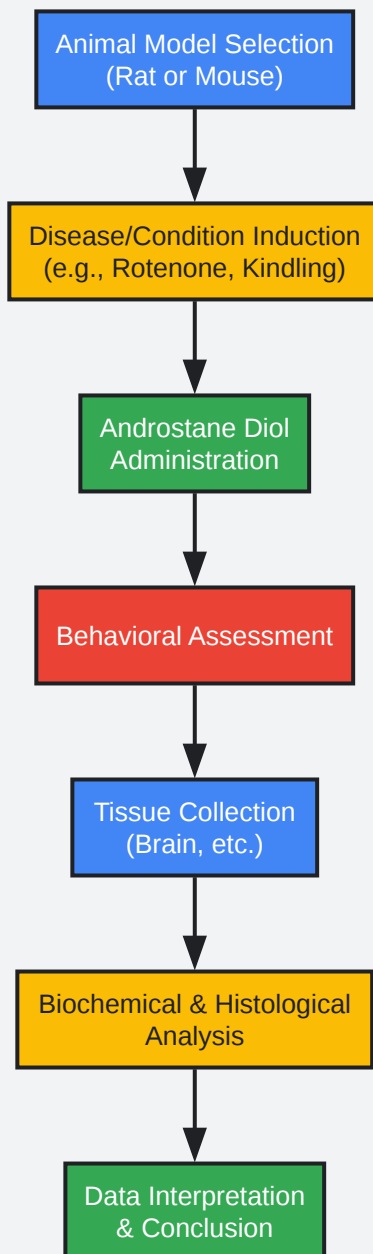 Animal Model Selection
(Rat or Mouse)
Disease/Condition Induction
(e.g., Rotenone, Kindling)
Androstane Diol
Administration
Behavioral Assessment
Tissue Collection
(Brain, etc.)
Biochemical & Histological
Analysis
Data Interpretation
& Conclusion